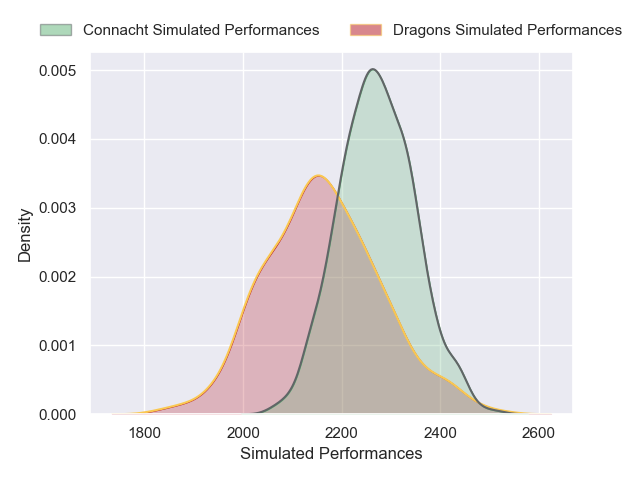 Connacht Simulated Performances Dragons Simulated Performances
0.005
0.004
0.003
0.002
0.001
0.000
Density
1800 2000 2200 2400 2600
Simulated Performances